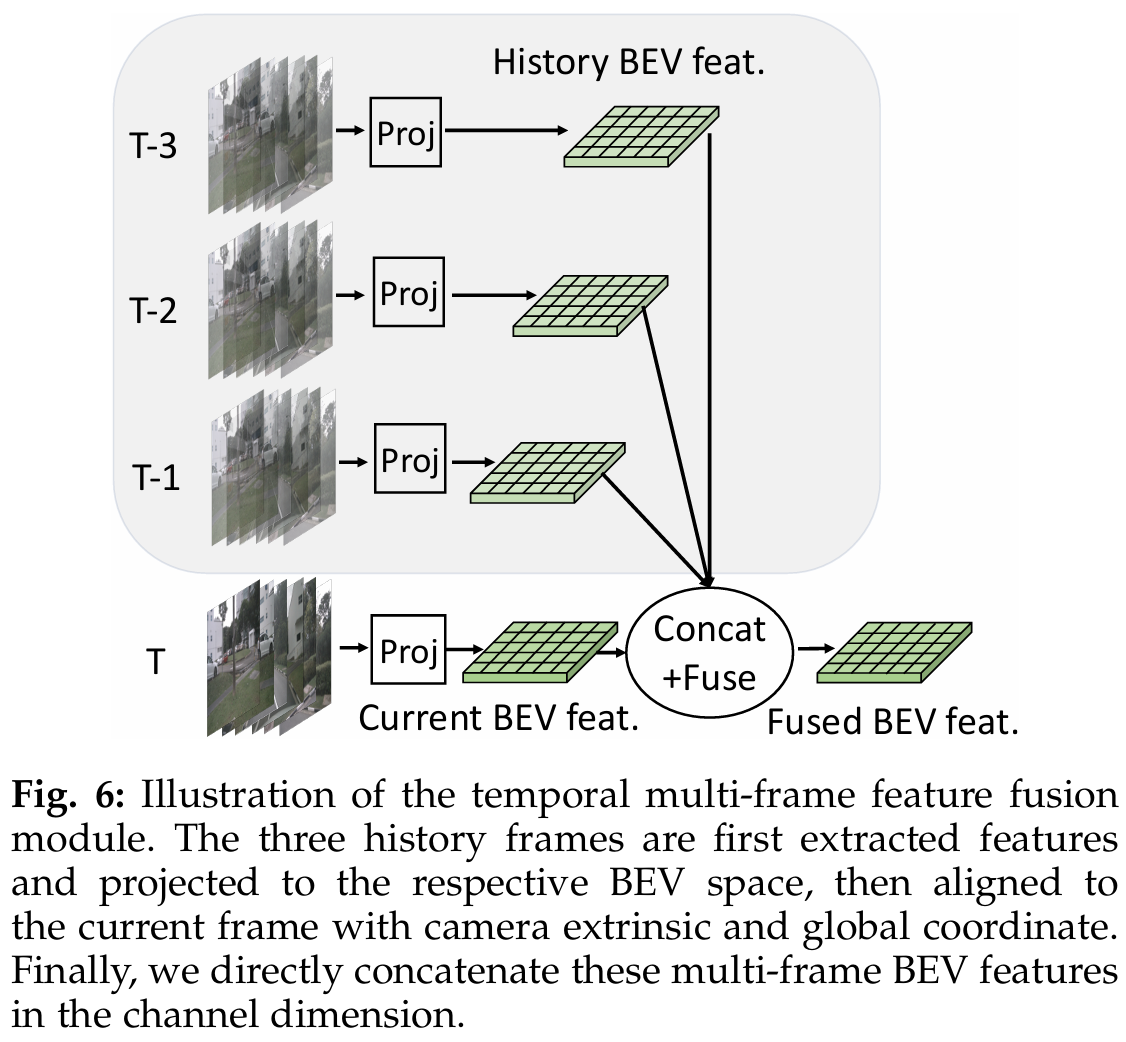 History BEV feat.
T-3
Proj
T-2
Proj
T-1
Proj
T
Proj
Concat
+Fuse
Current BEV feat.
Fused BEV feat.
Fig. 6: Illustration of the temporal multi-frame feature fusion
module. The three history frames are first extracted features
and projected to the respective BEV space, then aligned to
the current frame with camera extrinsic and global coordinate.
Finally, we directly concatenate these multi-frame BEV features
in the channel dimension.